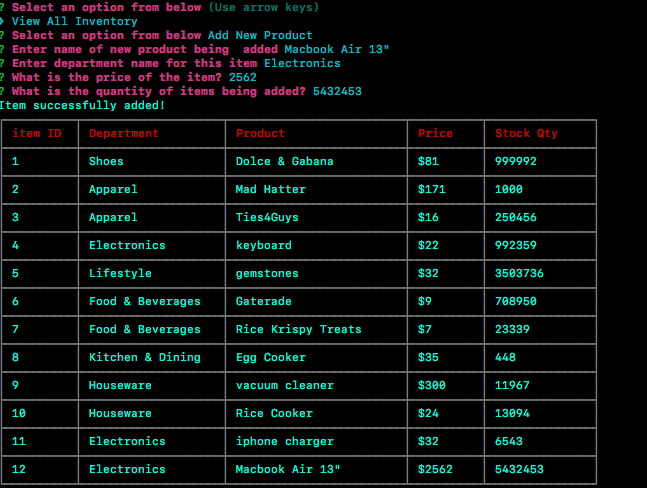 ? Select an option from below (Use arrow keys)
❯ View All Inventory
? Select an option from below Add New Product
? Enter name of new product being  added Macbook Air 13"
? Enter department name for this item Electronics
? What is the price of the item? 2562
? What is the quantity of items being added? 5432453
Item successfully added!
item ID Department Product Price Stock Qty
1 Shoes Dolce & Gabana $81 999992
2 Apparel Mad Hatter $171 1000
3 Apparel Ties4Guys $16 250456
4 Electronics keyboard $22 992359
5 Lifestyle gemstones $32 3503736
6 Food & Beverages Gaterade $9 708950
7 Food & Beverages Rice Krispy Treats $7 23339
8 Kitchen & Dining Egg Cooker $35 448
9 Houseware vacuum cleaner $300 11967
10 Houseware Rice Cooker $24 13094
11 Electronics iphone charger $32 6543
12 Electronics Macbook Air 13" $2562 5432453